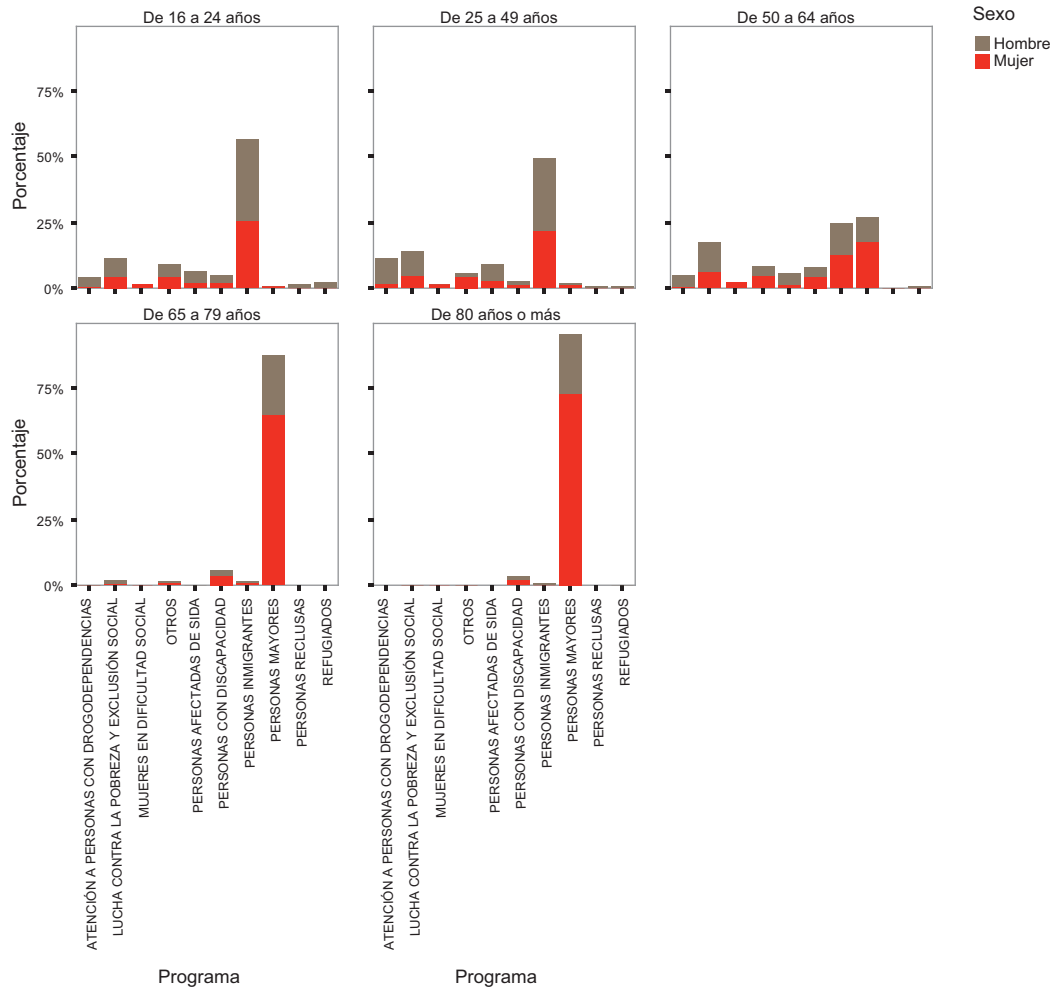 De 16 a 24 años
De 25 a 49 años
De 50 a 64 años
Sexo
Hombre
Mujer
Porcentaje
75%
50%
25%
0%
De 65 a 79 años
De 80 años o más
Porcentaje
75%
50%
25%
0%
ATENCIÓN A PERSONAS CON DROGODEPENDENCIAS
LUCHA CONTRA LA POBREZA Y EXCLUSIÓN SOCIAL
MUJERES EN DIFICULTAD SOCIAL
OTROS
PERSONAS AFECTADAS DE SIDA
PERSONAS CON DISCAPACIDAD
PERSONAS INMIGRANTES
PERSONAS MAYORES
PERSONAS RECLUSAS
REFUGIADOS
ATENCIÓN A PERSONAS CON DROGODEPENDENCIAS
LUCHA CONTRA LA POBREZA Y EXCLUSIÓN SOCIAL
MUJERES EN DIFICULTAD SOCIAL
OTROS
PERSONAS AFECTADAS DE SIDA
PERSONAS CON DISCAPACIDAD
PERSONAS INMIGRANTES
PERSONAS MAYORES
PERSONAS RECLUSAS
REFUGIADOS
Programa
Programa